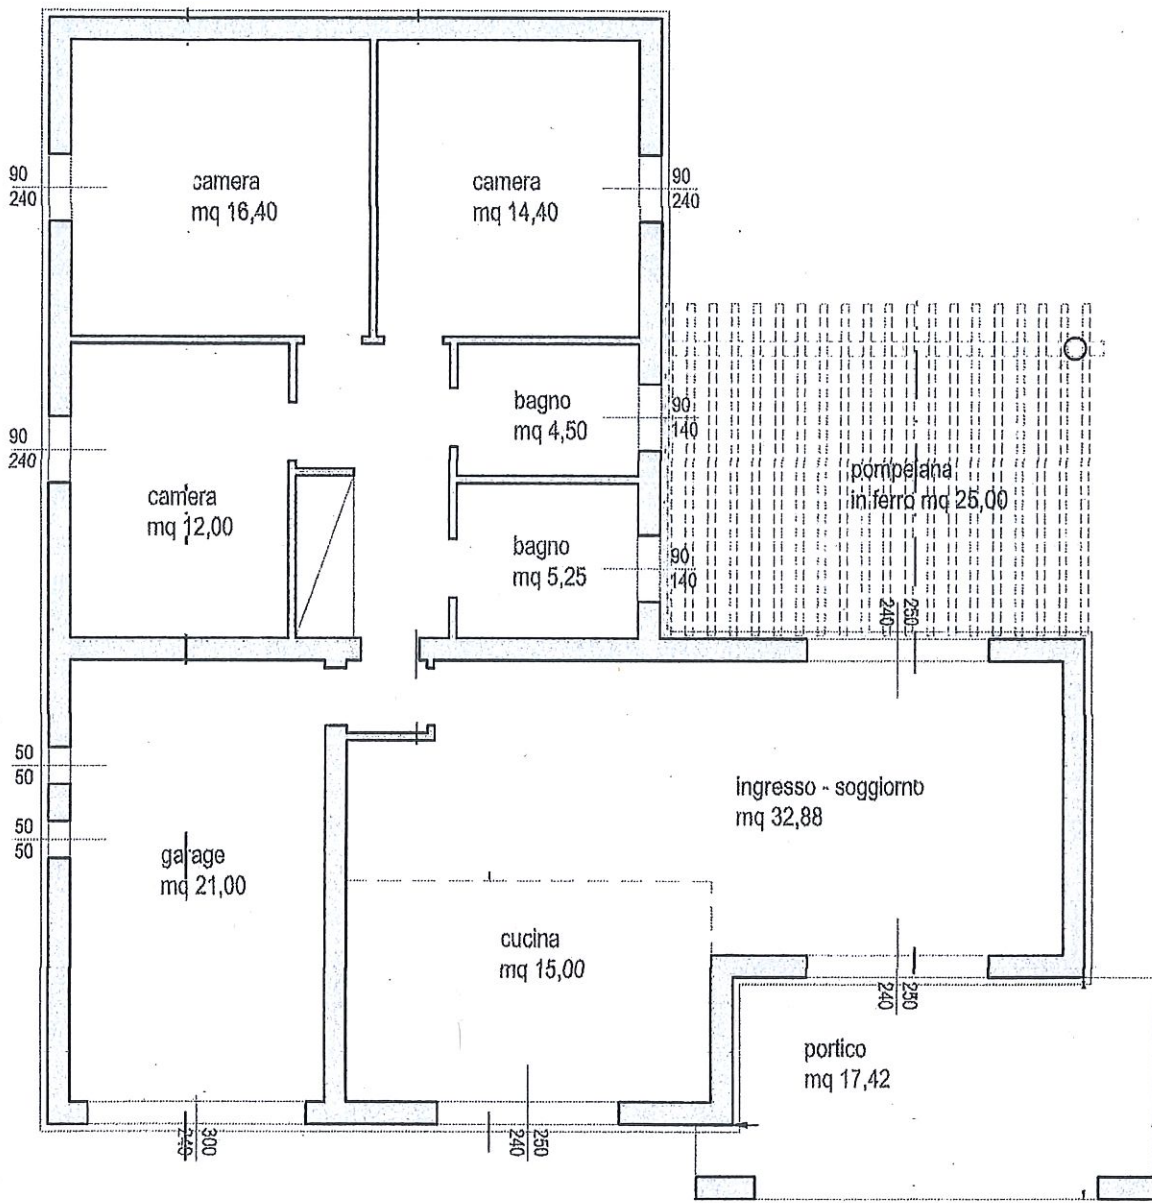 90
240
camera
mq 16,40
camera
mq 14,40
90
240
90
240
camera
mq 12,00
bagno
mq 4,50
90
140
bagno
mq 5,25
90
140
pompeiana
in ferro mq 25,00
240
250
50
50
50
50
garage
mq 21,00
ingresso - soggiorno
mq 32,88
cucina
mq 15,00
240
250
portico
mq 17,42
240
300
240
250